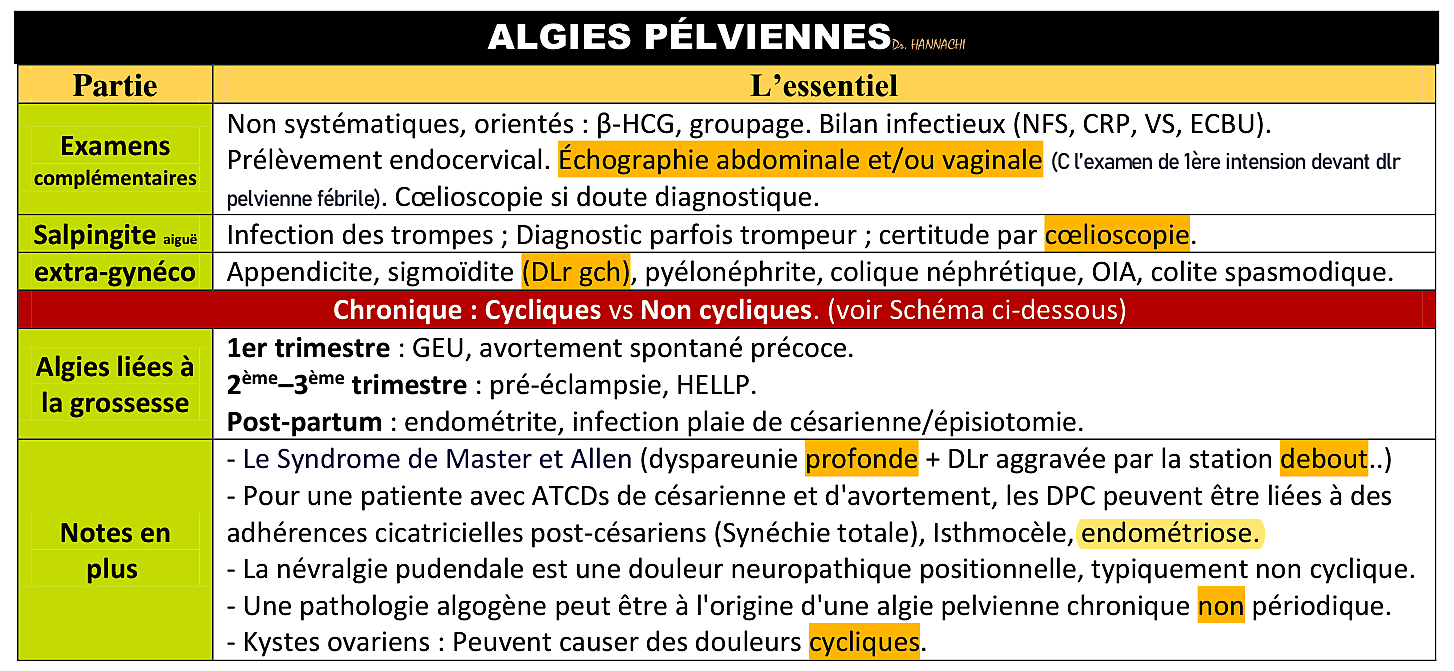 ALGIES PÉLVIENNES Dr. HANNACHI
Partie L’essentiel
Examens complémentaires
Non systématiques, orientés : β-HCG, groupage. Bilan infectieux (NFS, CRP, VS, ECBU).
Prélèvement endocervical. Échographie abdominale et/ou vaginale (C l’examen de 1ère intension devant dlr
pelvienne fébrile). Cœlioscopie si doute diagnostique.
Salpingite aiguë Infection des trompes ; Diagnostic parfois trompeur ; certitude par cœlioscopie.
extra-gynéco Appendicite, sigmoïdite (DLr gch), pyélonéphrite, colique néphrétique, OIA, colite spasmodique.
Chronique : Cycliques vs Non cycliques. (voir Schéma ci-dessous)
Algies liées à
la grossesse
1er trimestre : GEU, avortement spontané précoce.
2ème–3ème trimestre : pré-éclampsie, HELLP.
Post-partum : endométrite, infection plaie de césarienne/épisiotomie.
Notes en
plus
- Le Syndrome de Master et Allen (dyspareunie profonde + DLr aggravée par la station debout..)
- Pour une patiente avec ATCDs de césarienne et d'avortement, les DPC peuvent être liées à des
adhérences cicatricielles post-césariens (Synéchie totale), Isthmocèle, endométriose.
- La névralgie pudendale est une douleur neuropathique positionnelle, typiquement non cyclique.
- Une pathologie algogène peut être à l'origine d'une algie pelvienne chronique non périodique.
- Kystes ovariens : Peuvent causer des douleurs cycliques.